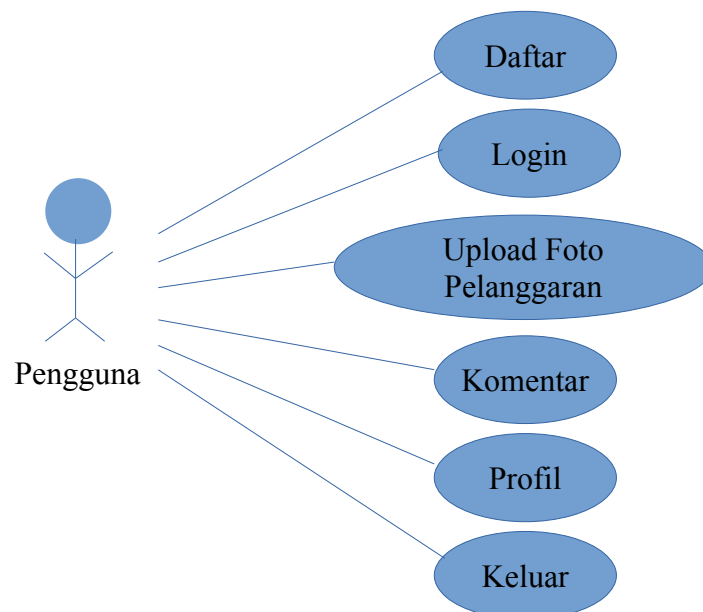 Daftar
Login
Upload Foto
Pelanggaran
Pengguna
Komentar
Profil
Keluar